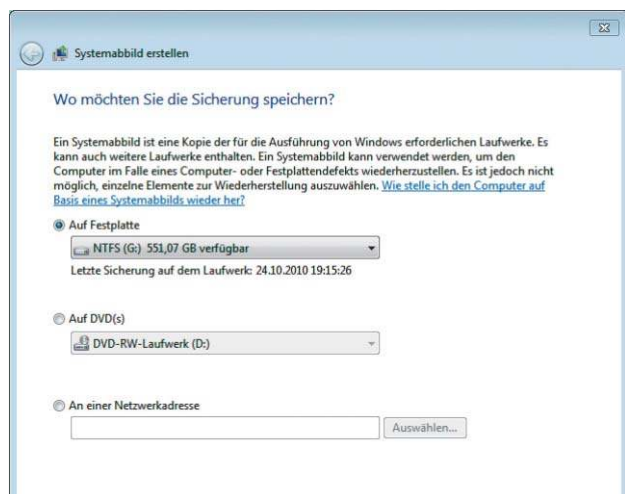 Systemabbild erstellen
Wo möchten Sie die Sicherung speichern?
Ein Systemabbild ist eine Kopie der für die Ausführung von Windows erforderlichen Laufwerke. Es
kann auch weitere Laufwerke enthalten. Ein Systemabbild kann verwendet werden, um den
Computer im Falle eines Computer- oder Festplattendefekts wiederherzustellen. Es ist jedoch nicht
möglich, einzelne Elemente zur Wiederherstellung auszuwählen. Wie stelle ich den Computer auf
Basis eines Systemabbilds wieder her?
Auf Festplatte
NTFS (G:) 551,07 GB verfügbar
Letzte Sicherung auf dem Laufwerk: 24.10.2010 19:15:26
Auf DVD(s)
DVD-RW-Laufwerk (D:)
An einer Netzwerkadresse
Auswählen...